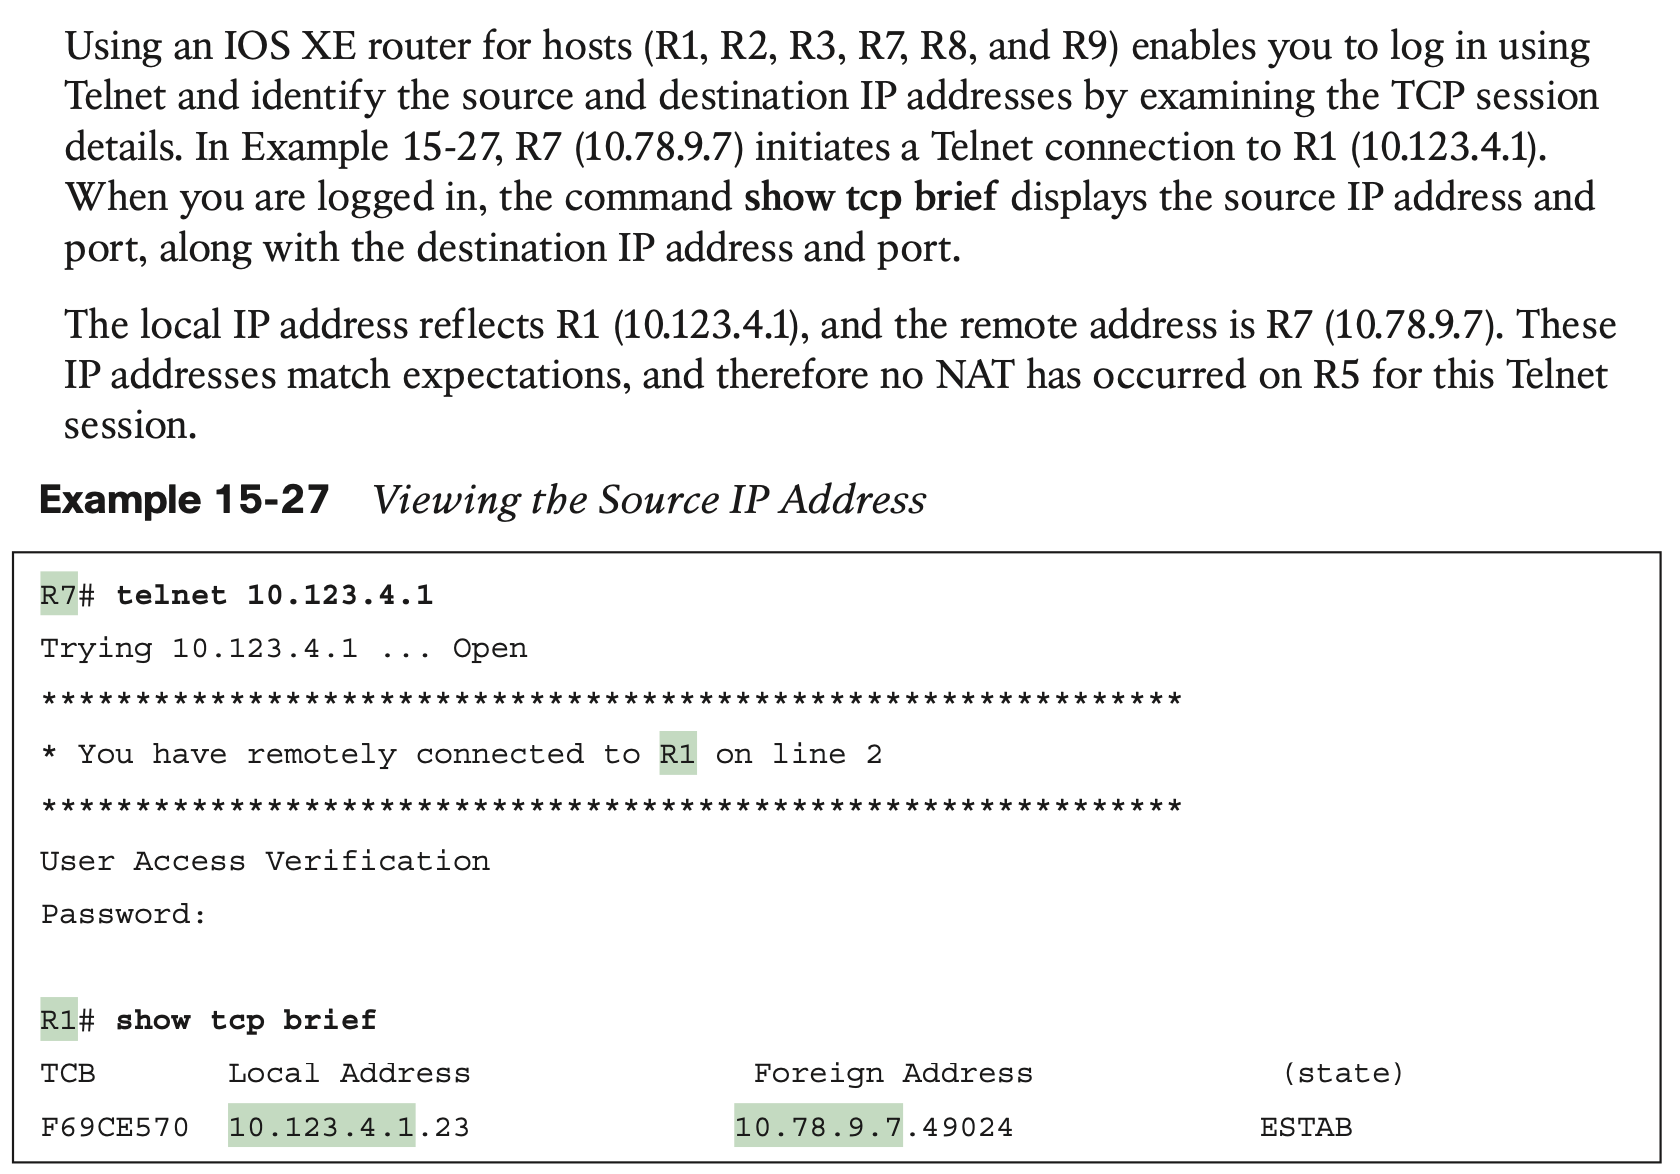 Using an IOS XE router for hosts (R1, R2, R3, R7, R8, and R9) enables you to log in using
Telnet and identify the source and destination IP addresses by examining the TCP session
details. In Example 15-27, R7 (10.78.9.7) initiates a Telnet connection to R1 (10.123.4.1).
When you are logged in, the command show tcp brief displays the source IP address and
port, along with the destination IP address and port.
The local IP address reflects R1 (10.123.4.1), and the remote address is R7 (10.78.9.7). These
IP addresses match expectations, and therefore no NAT has occurred on R5 for this Telnet
session.
Example 15-27 Viewing the Source IP Address
R7# telnet 10.123.4.1
Trying 10.123.4.1 ... Open
*************************************************************
* You have remotely connected to R1 on line 2
*************************************************************
User Access Verification
Password:
R1# show tcp brief
TCB Local Address Foreign Address (state)
F69CE570 10.123.4.1.23 10.78.9.7.49024 ESTAB